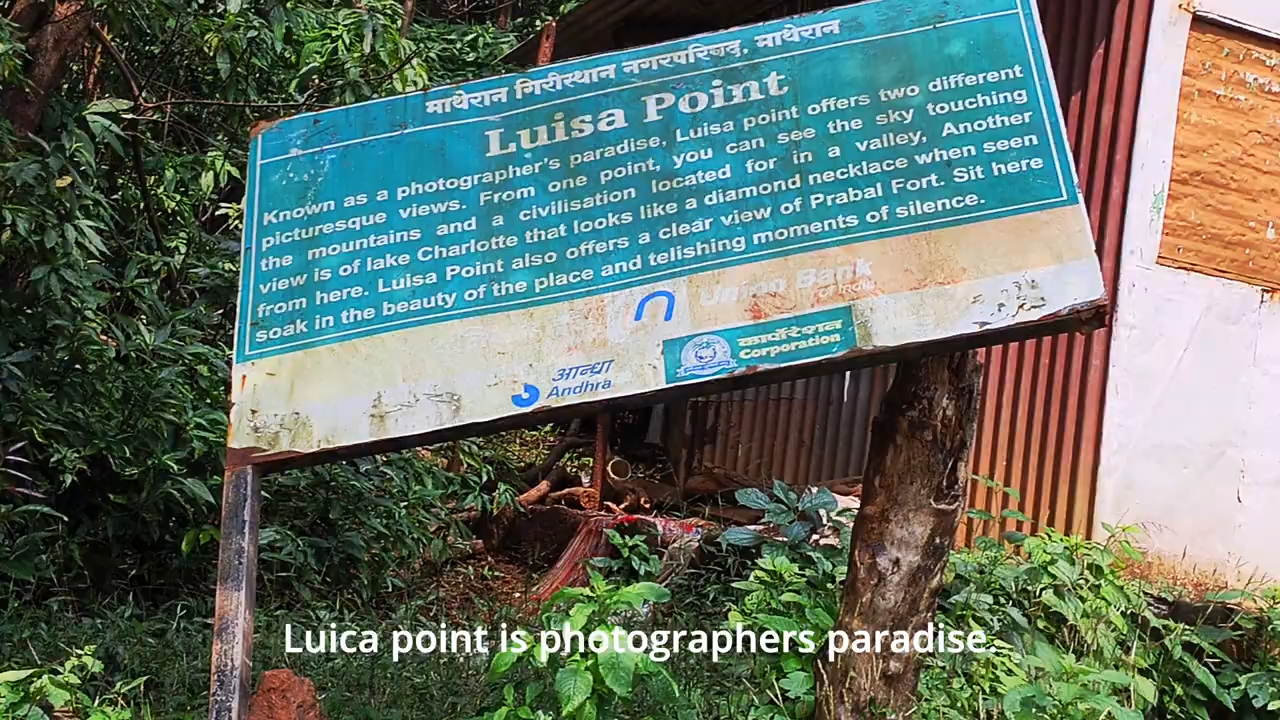 माथेरान गिरीस्थान नगरपरिषद, माथेरान
Luisa Point
Known as a photographer's paradise, Luisa point offers two different
picturesque views. From one point, you can see the sky touching
the mountains and a civilisation located for in a valley, Another
view is of lake Charlotte that looks like a diamond necklace when seen
from here. Luisa Point also offers a clear view of Prabal Fort. Sit here
soak in the beauty of the place and telishing moments of silence.
Union Bank
of India
आन्ध्रा
Andhra
कार्पोरेशन
Corporation
Luica point is photographers paradise.